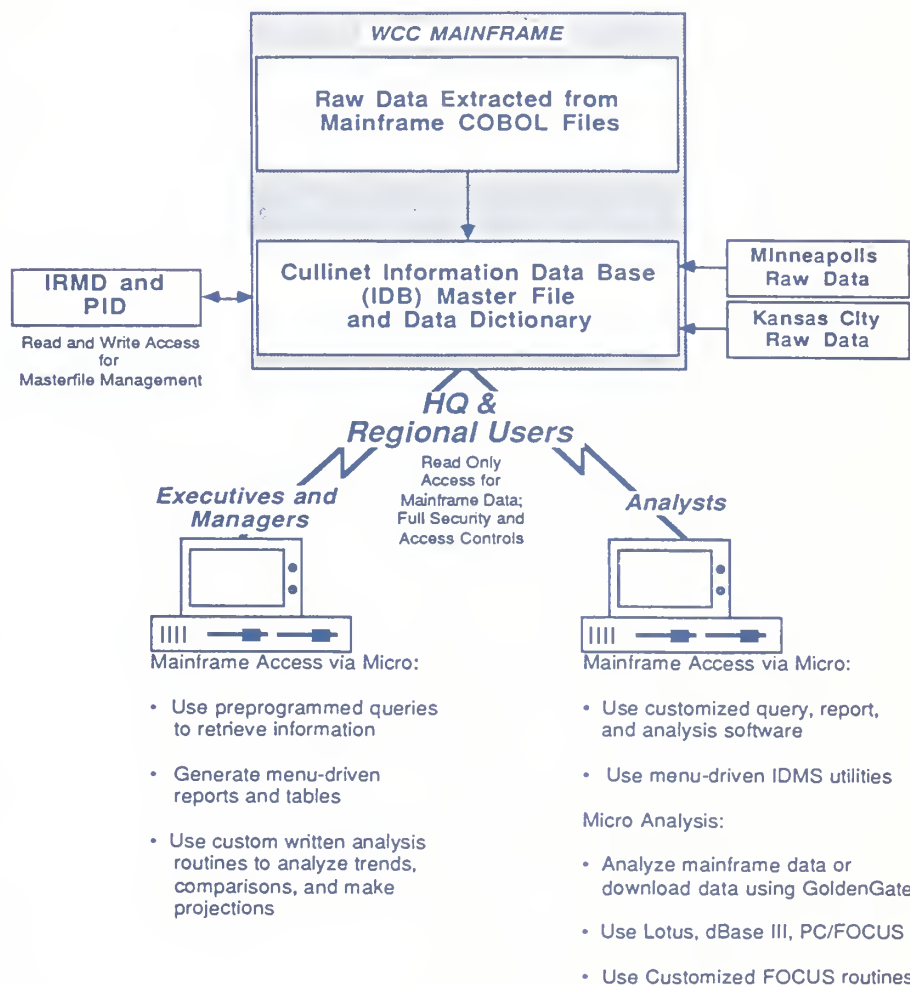 WCC MAINFRAME
Raw Data Extracted from
Mainframe COBOL Files
Cullinet Information Data Base
(IDB) Master File
and Data Dictionary
IRMD and
PID
Read and Write Access
for
Masterfile Management
Minneapolis
Raw Data
Kansas City
Raw Data
HQ &
Regional Users
Read Only
Access for
Mainframe Data;
Full Security and
Access Controls
Executives and
Managers
Mainframe Access via Micro:
• Use preprogrammed queries
to retrieve information
• Generate menu-driven
reports and tables
• Use custom written analysis
routines to analyze trends,
comparisons, and make
projections
Analysts
Mainframe Access via Micro:
• Use customized query, report,
and analysis software
• Use menu-driven IDMS utilities
Micro Analysis:
• Analyze mainframe data or
download data using GoldenGate
• Use Lotus, dBase III, PC/FOCUS
• Use Customized FOCUS routines